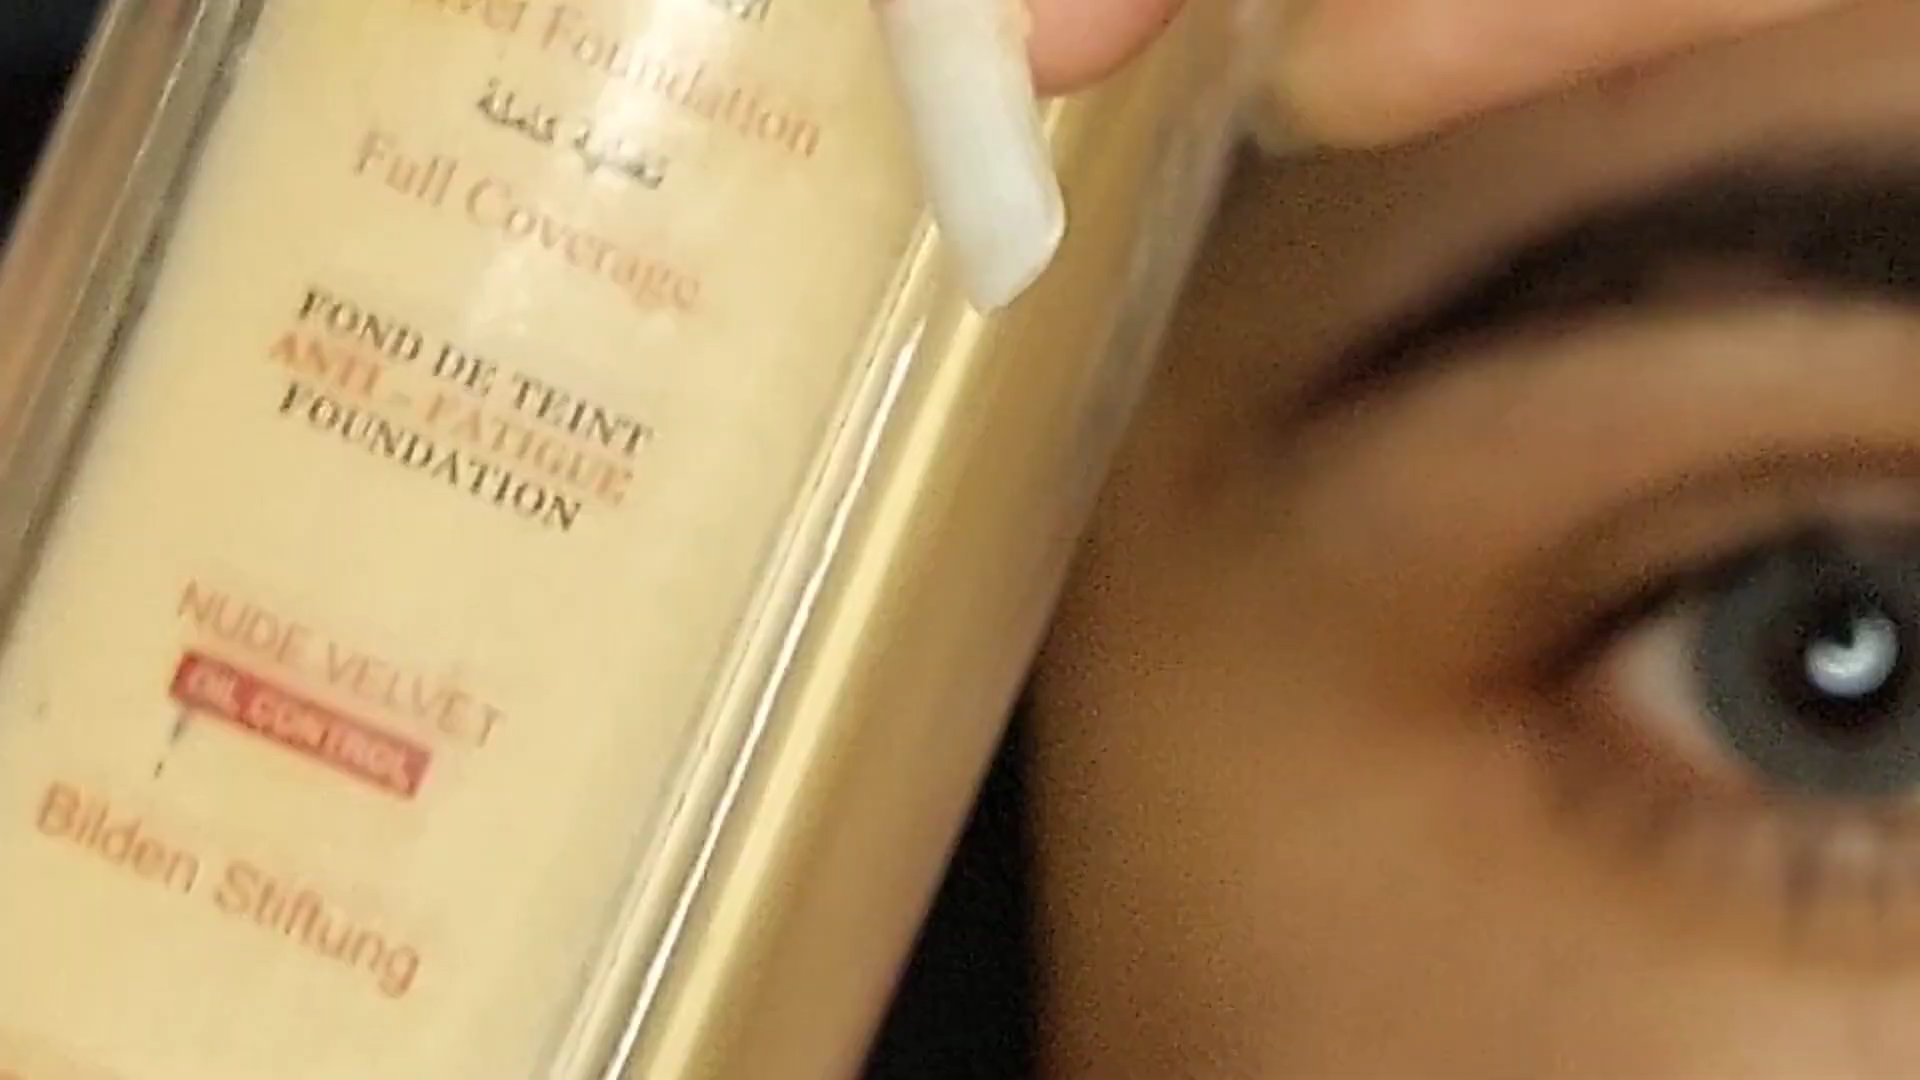 Foundation
تغطية كاملة
Full Coverage
FOND DE TEINT
ANTI - FATIGUE
FOUNDATION
NUDE VELVET
OIL CONTROL
Bilden Stiftung